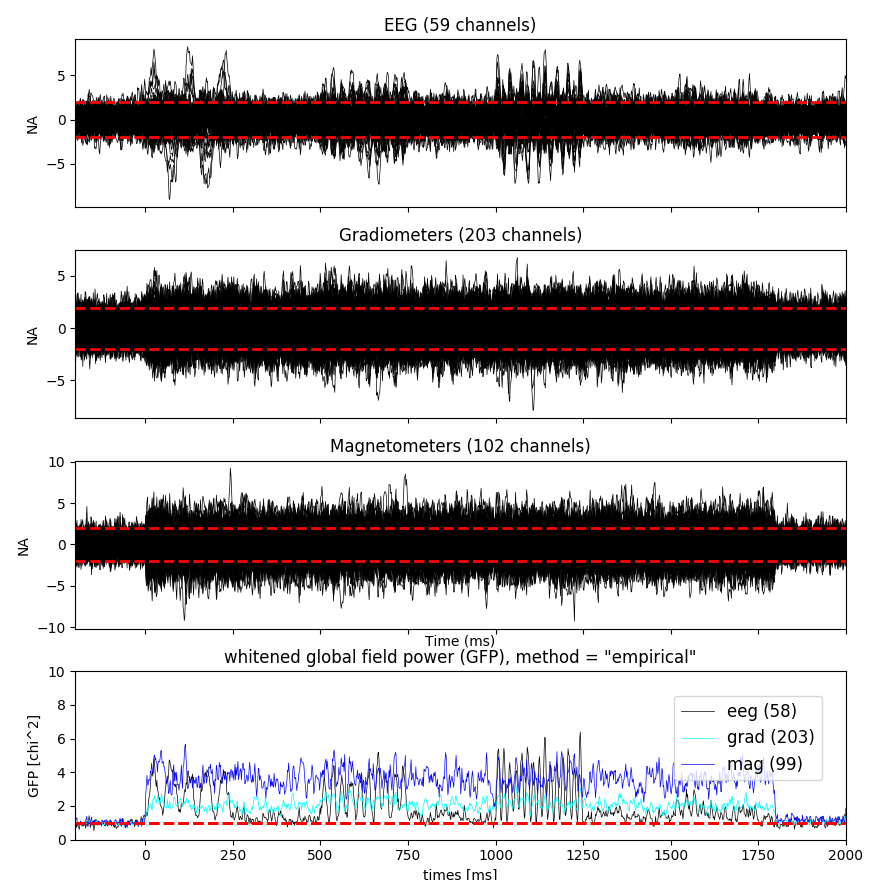 EEG (59 channels)
5
0
−5
NA
Gradiometers (203 channels)
5
0
−5
NA
Magnetometers (102 channels)
10
5
0
−5
−10
NA
Time (ms)
whitened global field power (GFP), method = "empirical"
10
8
6
4
2
0
GFP [chi^2]
eeg (58)
grad (203)
mag (99)
0 250 500 750 1000 1250 1500 1750 2000
times [ms]